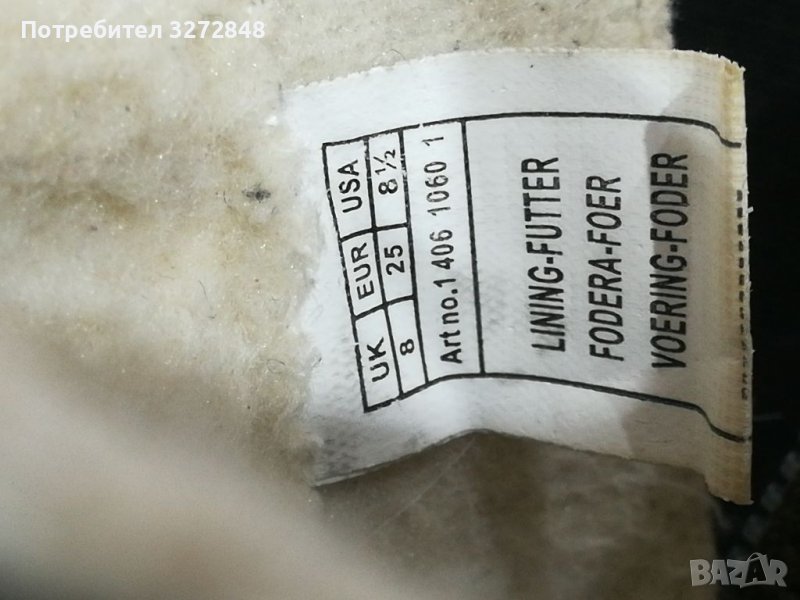 Потребител 3272848
UK EUR USA
8 25 8½
Art no.1 406 1060 1
LINING-FUTTER
FODERA-FOER
VOERING-FODER
BAZAR